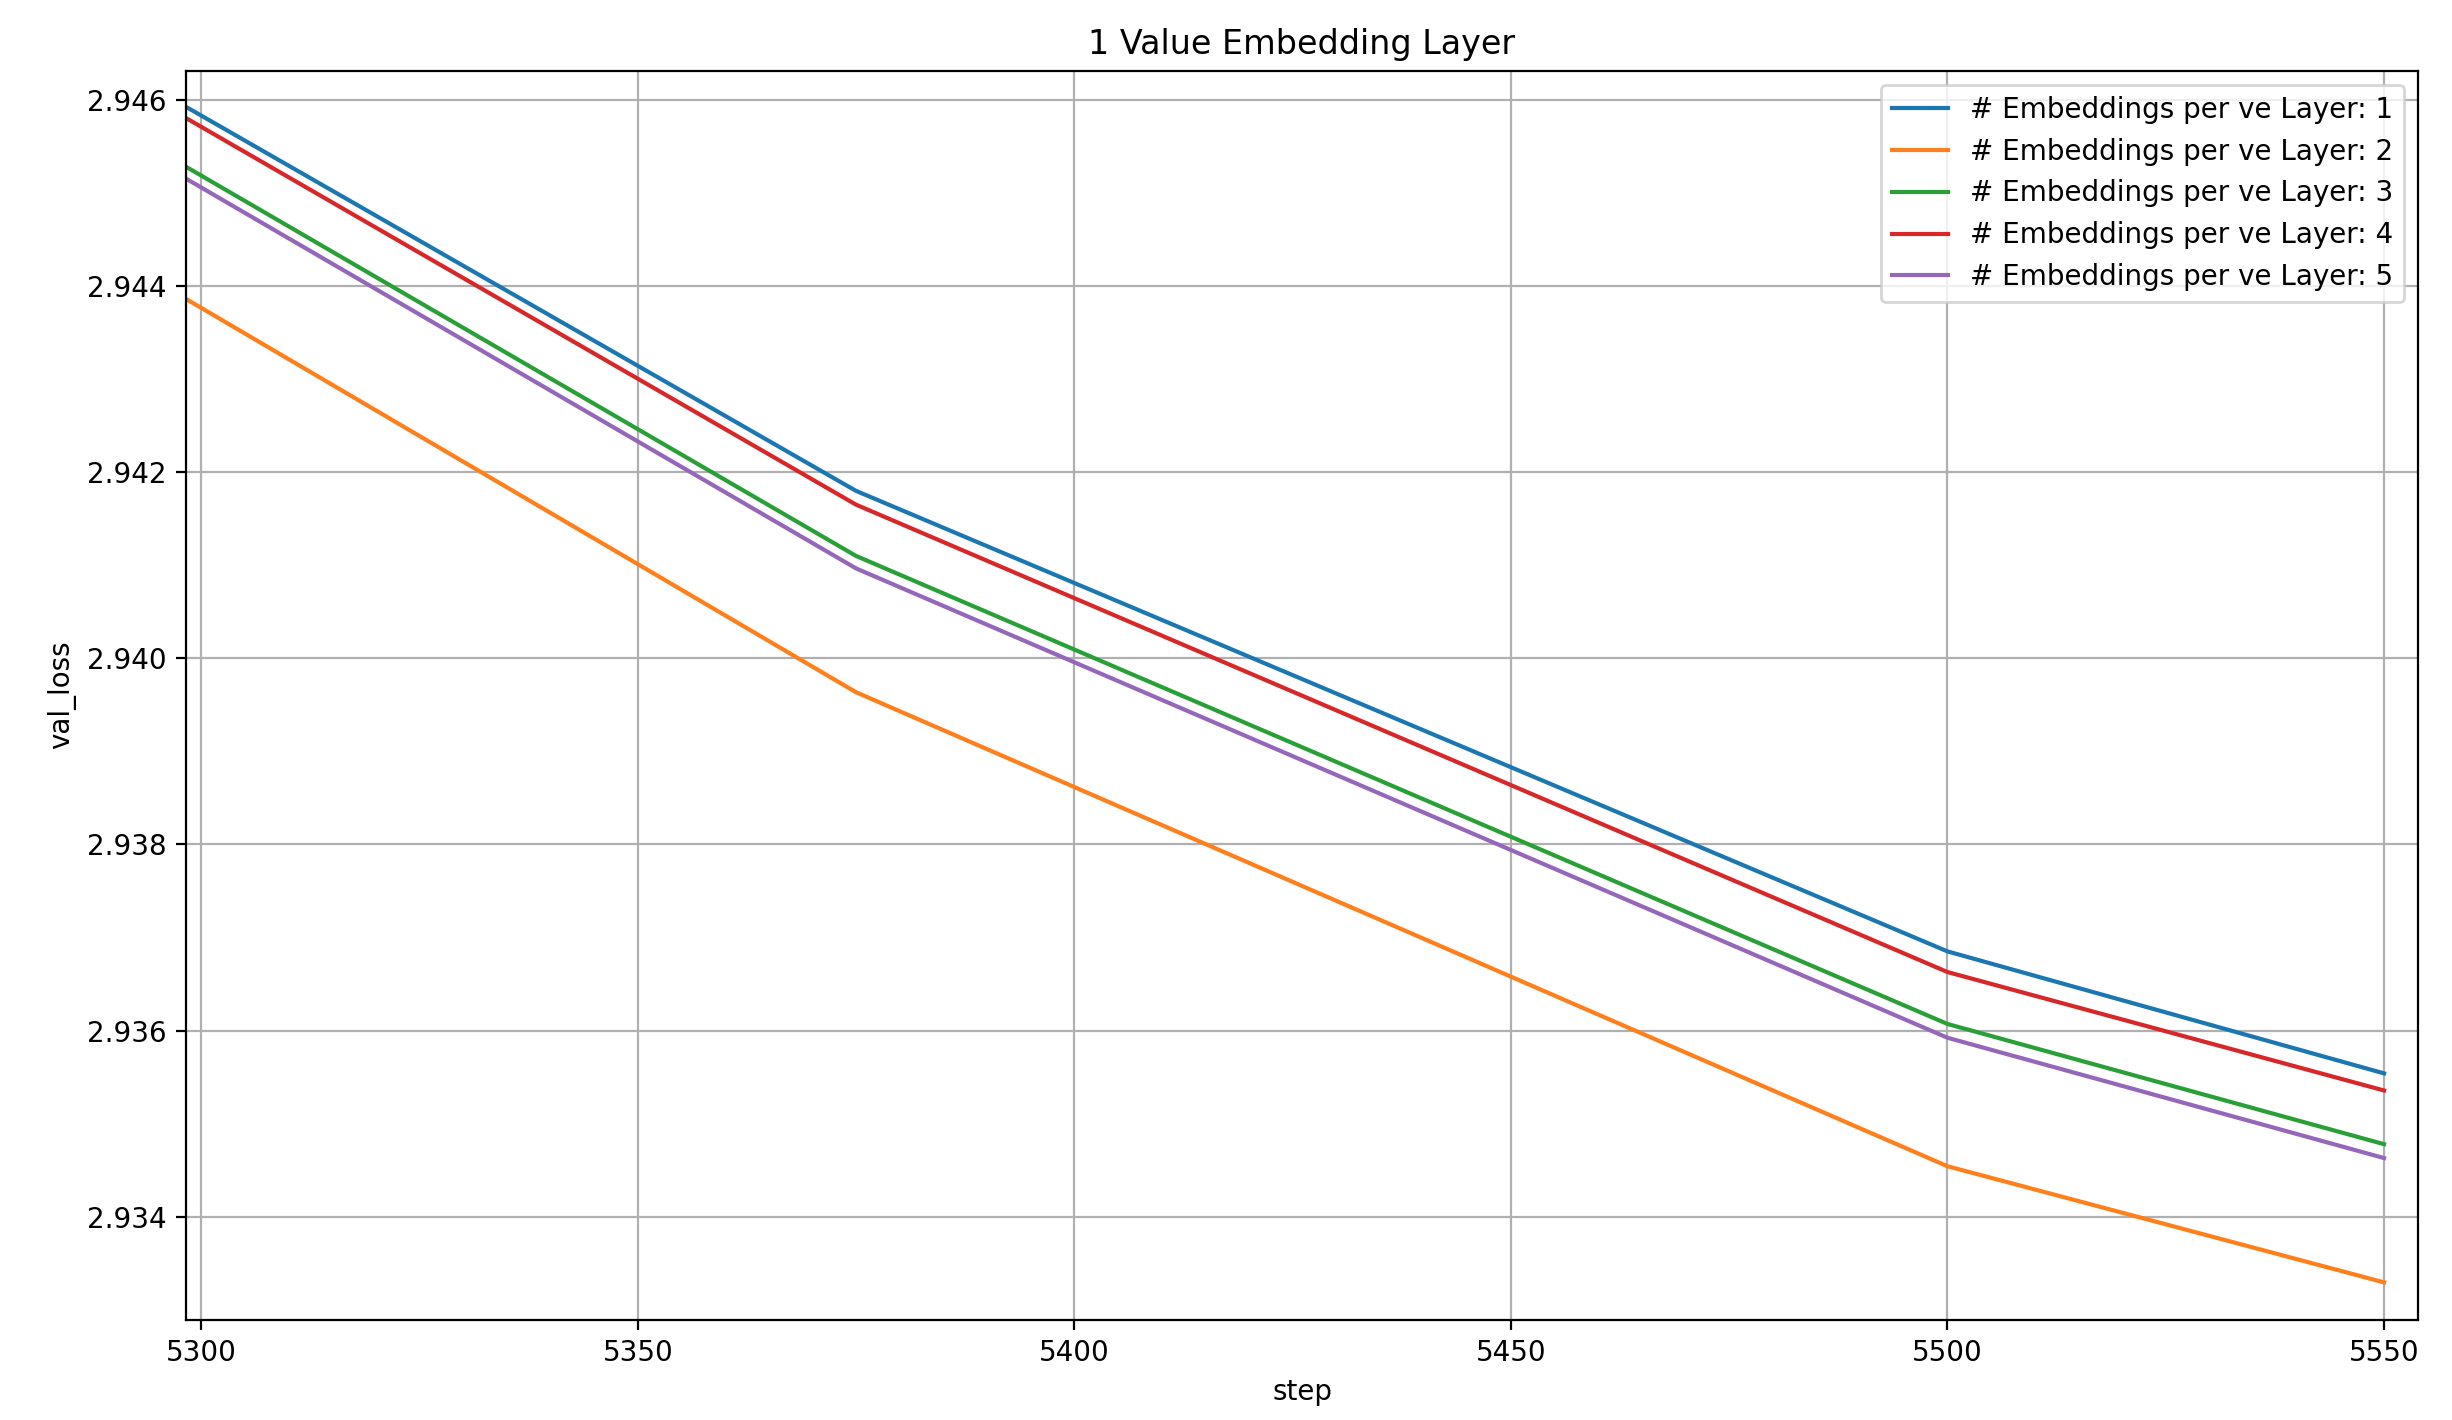 1 Value Embedding Layer
# Embeddings per ve Layer: 1
# Embeddings per ve Layer: 2
# Embeddings per ve Layer: 3
# Embeddings per ve Layer: 4
# Embeddings per ve Layer: 5
2.946
2.944
2.942
2.940
2.938
2.936
2.934
val_loss
5300 5350 5400 5450 5500 5550
step